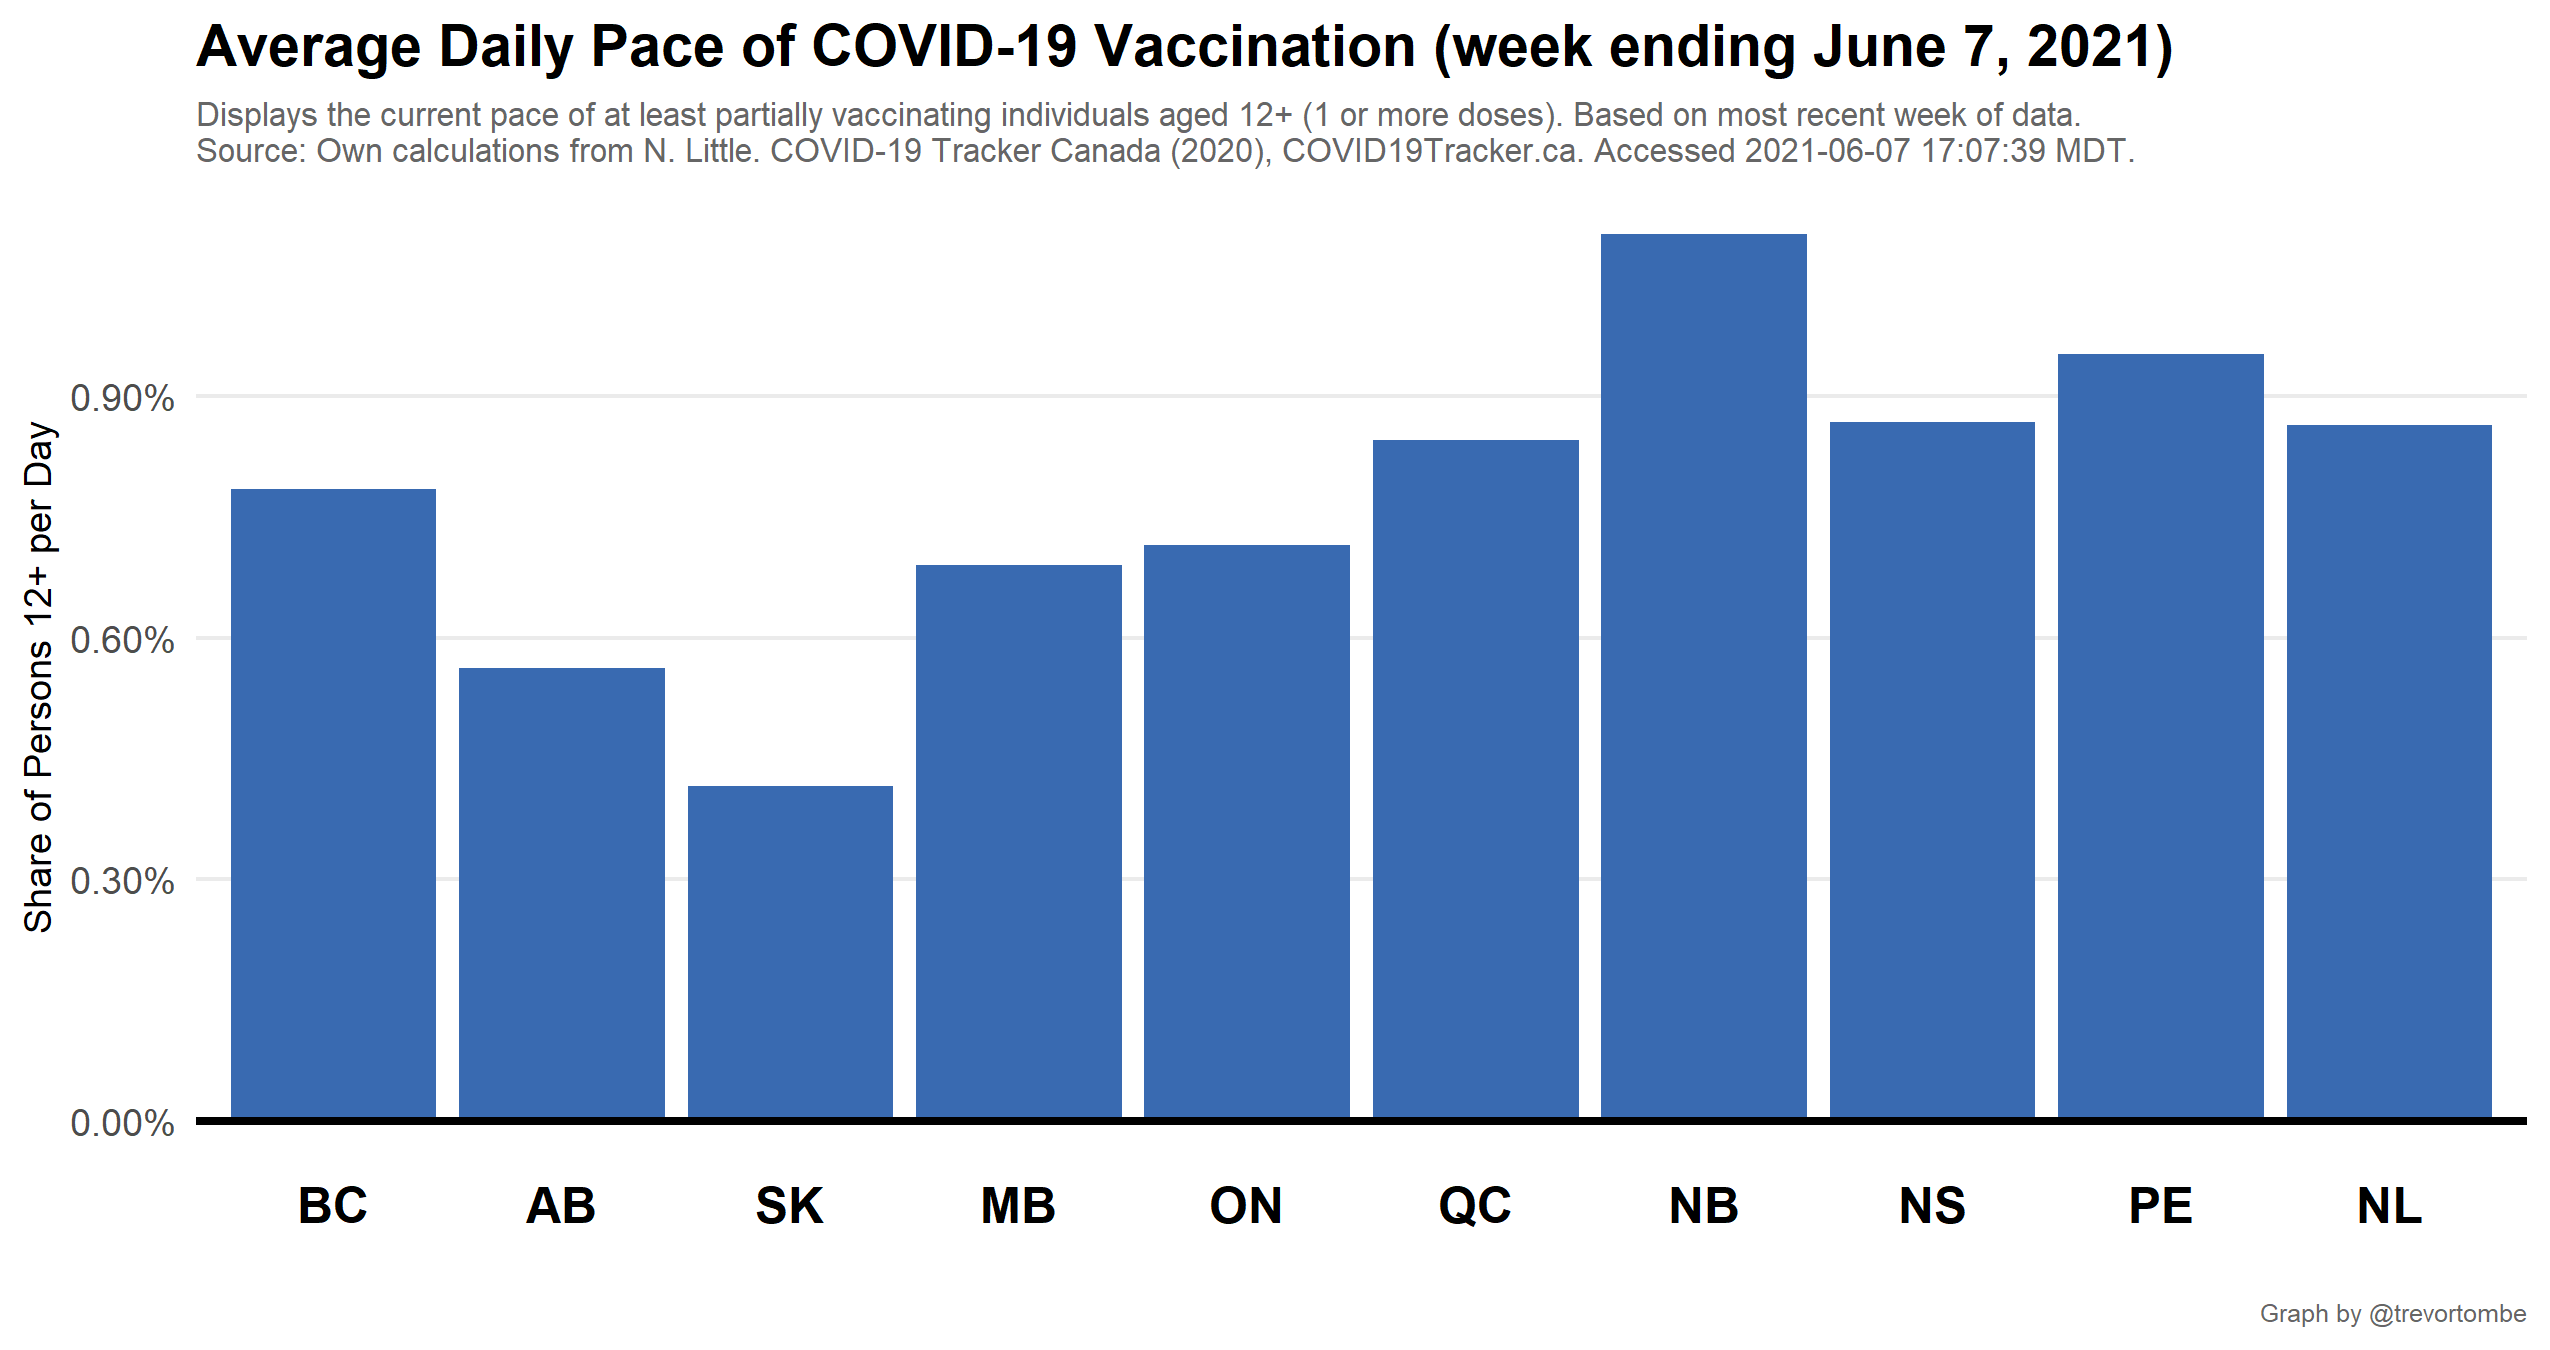 Average Daily Pace of COVID-19 Vaccination (week ending June 7, 2021)
Displays the current pace of at least partially vaccinating individuals aged 12+ (1 or more doses). Based on most recent week of data.
Source: Own calculations from N. Little. COVID-19 Tracker Canada (2020), COVID19Tracker.ca. Accessed 2021-06-07 17:07:39 MDT.
Share of Persons 12+ per Day
0.90%
0.60%
0.30%
0.00%
BC AB SK MB ON QC NB NS PE NL
Graph by @trevortombe